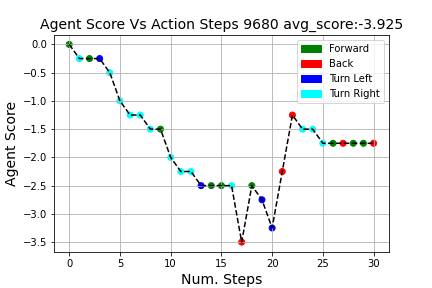 Agent Score Vs Action Steps 9680 avg_score:-3.925
Forward
Back
Turn Left
Turn Right
Agent Score
0.0
−0.5
−1.0
−1.5
−2.0
−2.5
−3.0
−3.5
0 5 10 15 20 25 30
Num. Steps